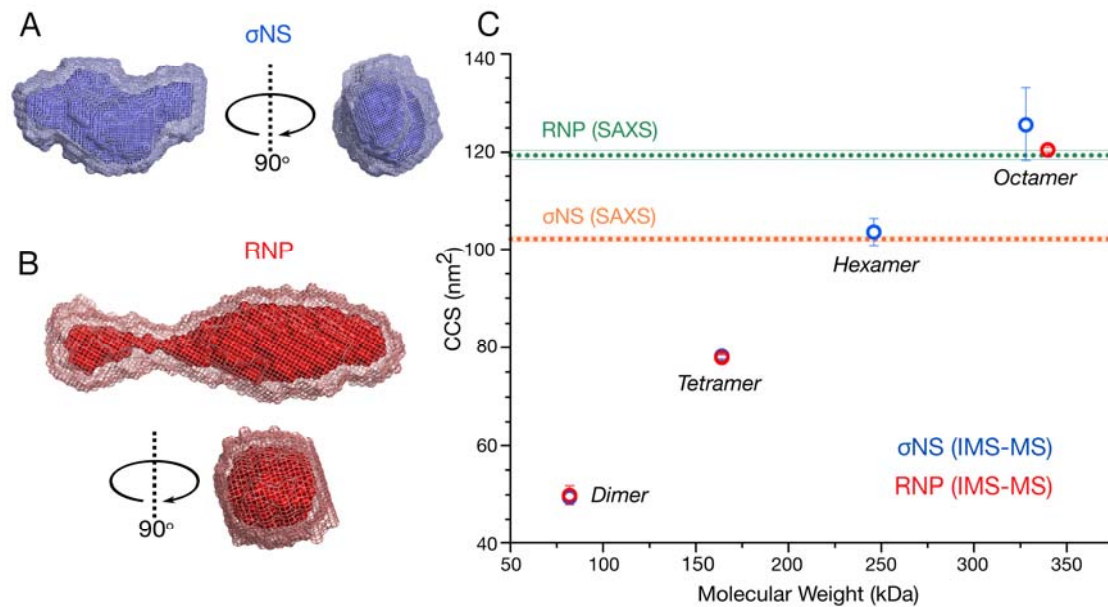 A
σNS
90°
B
RNP
90°
C
CCS (nm²)
140
120
100
80
60
40
RNP (SAXS)
σNS (SAXS)
Octamer
Hexamer
Tetramer
Dimer
σNS (IMS-MS)
RNP (IMS-MS)
50
100
150
200
250
300
350
Molecular Weight (kDa)